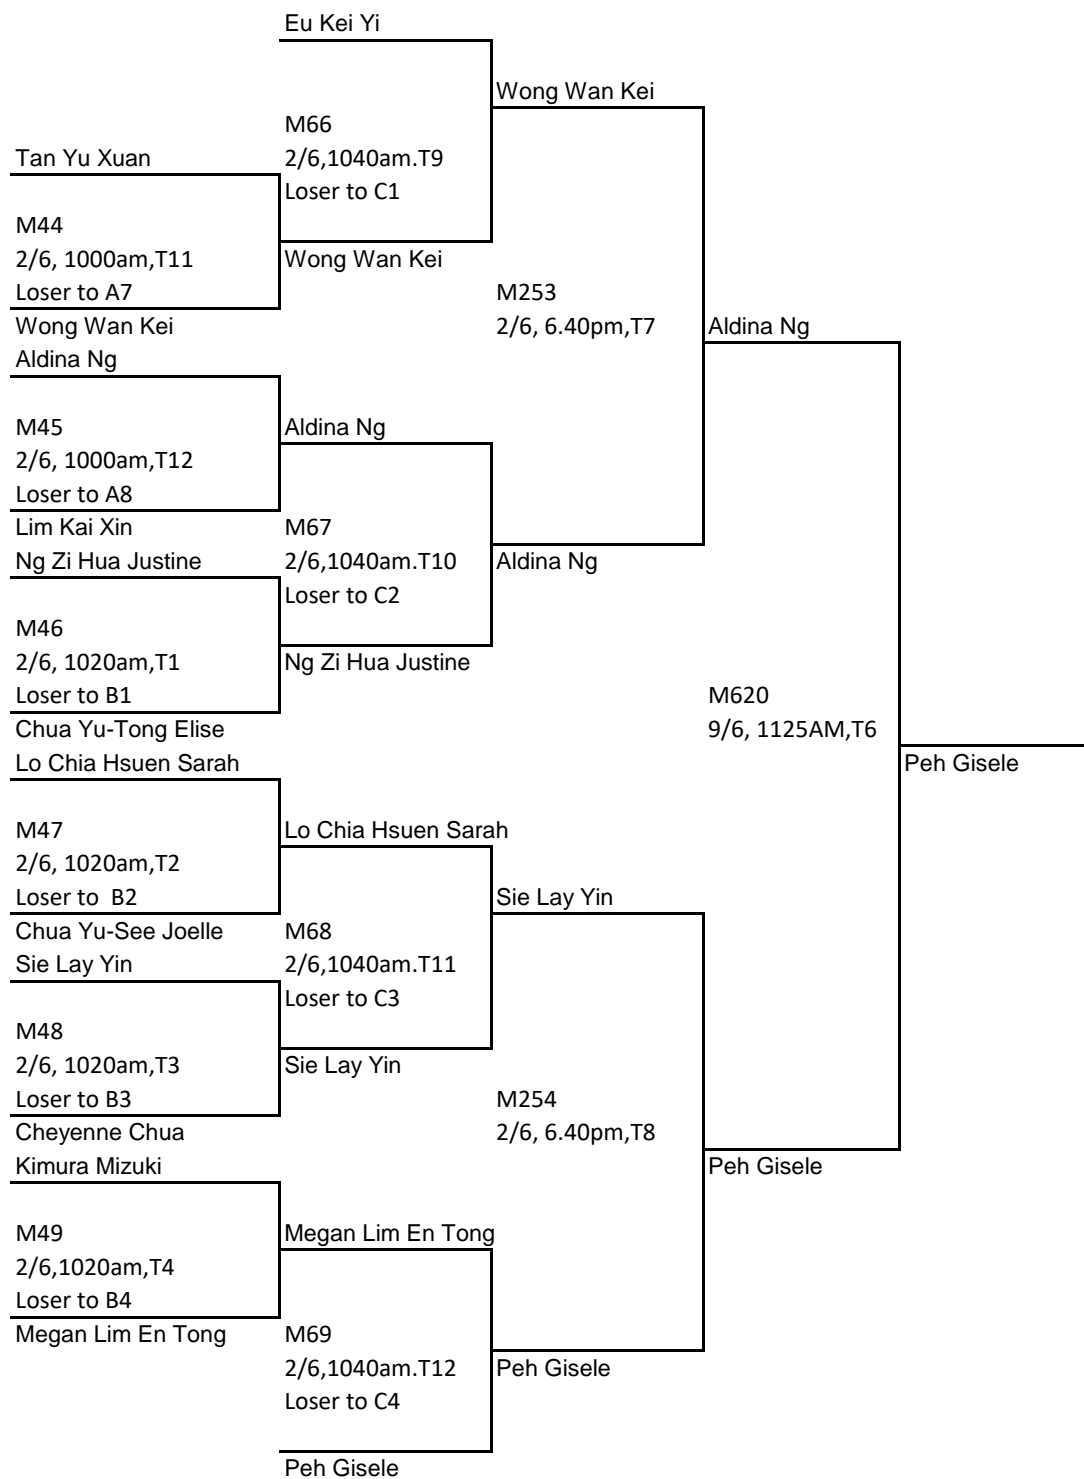 Eu Kei Yi
Wong Wan Kei
M66
2/6,1040am.T9
Loser to C1
Tan Yu Xuan
M44
2/6, 1000am,T11
Loser to A7
Wong Wan Kei
Wong Wan Kei
M253
2/6, 6.40pm,T7
Aldina Ng
Aldina Ng
M45
2/6, 1000am,T12
Loser to A8
Aldina Ng
Lim Kai Xin
Ng Zi Hua Justine
M67
2/6,1040am.T10
Loser to C2
Aldina Ng
M46
2/6, 1020am,T1
Loser to B1
Ng Zi Hua Justine
Chua Yu-Tong Elise
M620
9/6, 1125AM,T6
Peh Gisele
Lo Chia Hsuen Sarah
M47
2/6, 1020am,T2
Loser to  B2
Lo Chia Hsuen Sarah
Sie Lay Yin
Chua Yu-See Joelle
Sie Lay Yin
M68
2/6,1040am.T11
Loser to C3
M48
2/6, 1020am,T3
Loser to B3
Sie Lay Yin
Cheyenne Chua
M254
2/6, 6.40pm,T8
Peh Gisele
Kimura Mizuki
M49
2/6,1020am,T4
Loser to B4
Megan Lim En Tong
Megan Lim En Tong
M69
2/6,1040am.T12
Loser to C4
Peh Gisele
Peh Gisele